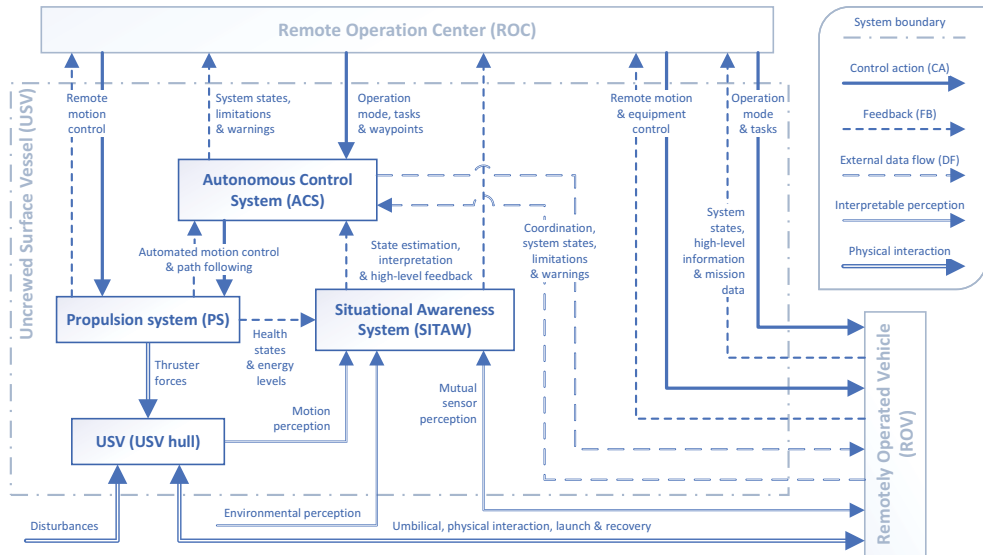 Remote Operation Center (ROC)
System boundary
Control action (CA)
Feedback (FB)
External data flow (DF)
Interpretable perception
Physical interaction
Uncrewed Surface Vessel (USV)
Remote
motion
control
System states,
limitations
& warnings
Operation
mode, tasks
& waypoints
Remote motion
& equipment
control
Operation
mode
& tasks
Autonomous Control
System (ACS)
Automated motion control
& path following
State estimation,
interpretation
& high-level feedback
Coordination,
system states,
limitations
& warnings
System
states,
high-level
information
& mission
data
Propulsion system (PS)
Situational Awareness
System (SITAW)
Health
states
& energy
levels
Thruster
forces
Motion
perception
Mutual
sensor
perception
USV (USV hull)
Remotely Operated Vehicle
(ROV)
Environmental perception
Disturbances
Umbilical, physical interaction, launch & recovery